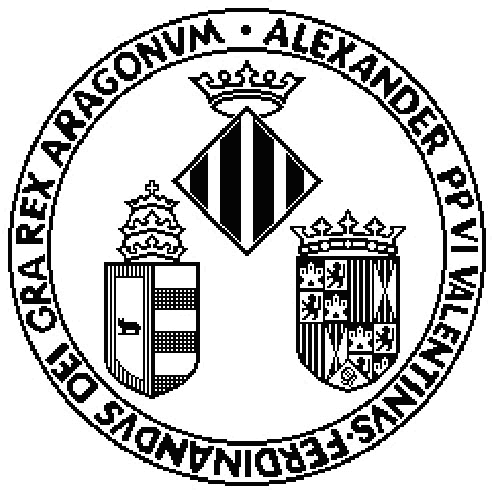 ALEXANDER PP VI VALENTINVS·FERDINANDVS DEI GRA REX ARAGONVM ·